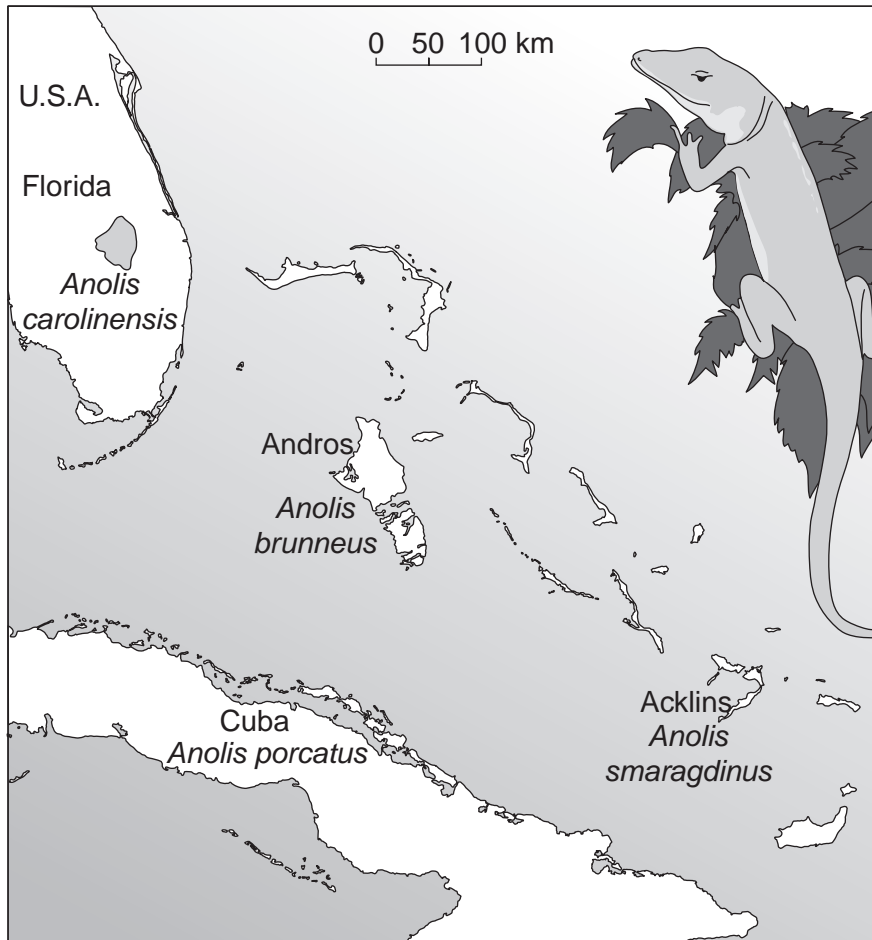 0 50 100 km
U.S.A.
Florida
Anolis
carolinensis
Andros
Anolis
brunneus
Cuba
Anolis porcatus
Acklins
Anolis
smaragdinus